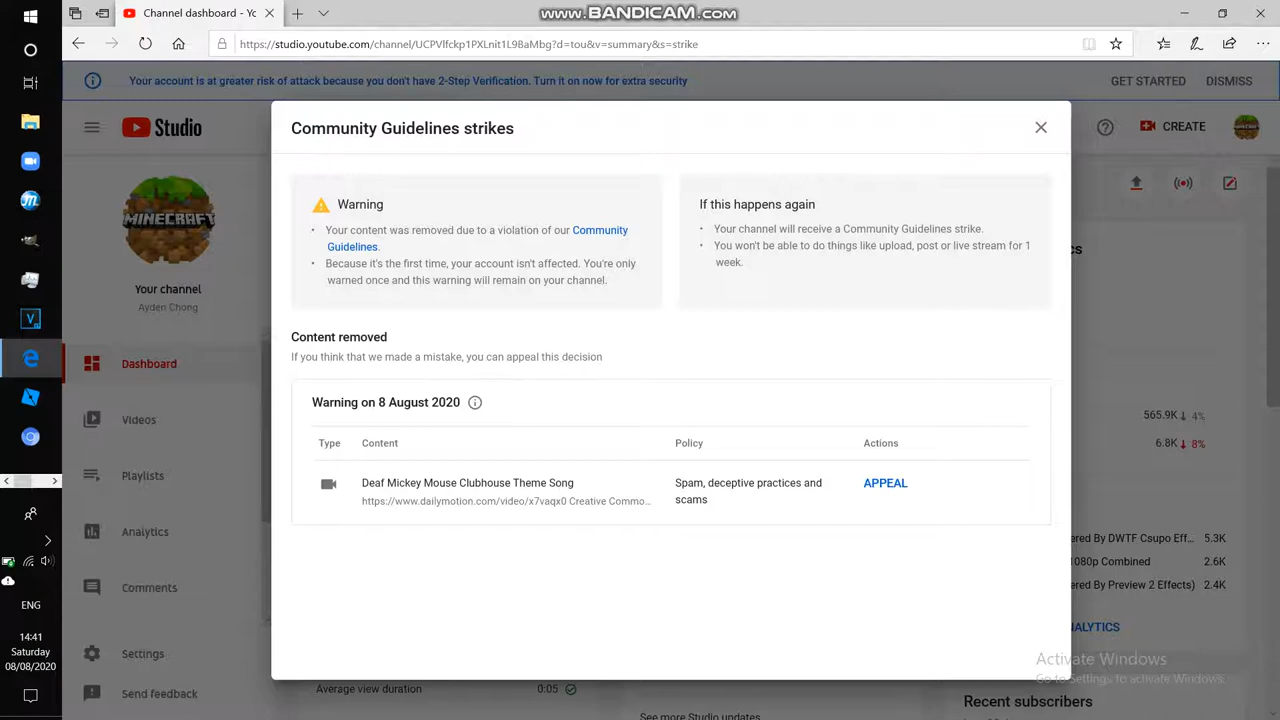 www.BANDICAM.com
Channel dashboard - Yc
https://studio.youtube.com/channel/UCPVlfckp1PXLnit1L9BaMbg?d=tou&v=summary&s=strike
Your account is at greater risk of attack because you don't have 2-Step Verification. Turn it on now for extra security
GET STARTED
DISMISS
Studio
CREATE
MINECRAFT
Your channel
Ayden Chong
Dashboard
Videos
Playlists
Analytics
Comments
Settings
Send feedback
Community Guidelines strikes
Warning
Your content was removed due to a violation of our Community
Guidelines.
Because it's the first time, your account isn't affected. You're only
warned once and this warning will remain on your channel.
If this happens again
Your channel will receive a Community Guidelines strike.
You won't be able to do things like upload, post or live stream for 1
week.
Content removed
If you think that we made a mistake, you can appeal this decision
Warning on 8 August 2020
Type Content Policy Actions
Deaf Mickey Mouse Clubhouse Theme Song
https://www.dailymotion.com/video/x7vaqx0 Creative Commo...
Spam, deceptive practices and
scams
APPEAL
cs
565.9K 4%
6.8K 8%
ered By DWTF Csupo Eff... 5.3K
1080p Combined 2.6K
ered By Preview 2 Effects) 2.4K
ANALYTICS
Activate Windows
Go to Settings to activate Windows.
Recent subscribers
Average view duration 0:05
See more Studio updates
ENG
14:41
Saturday
08/08/2020